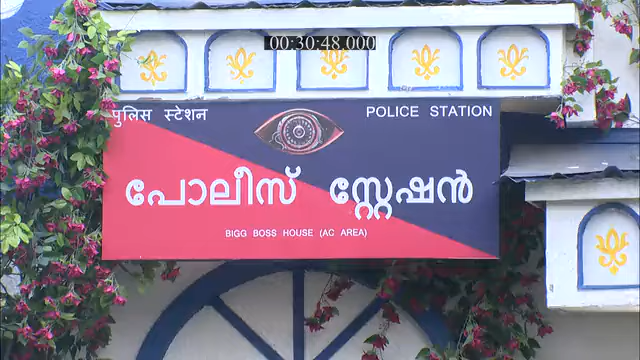 00:30:48.000
पुलिस स्टेशन
POLICE STATION
പോലീസ് സ്റ്റേഷൻ
BIGG BOSS HOUSE (AC AREA)